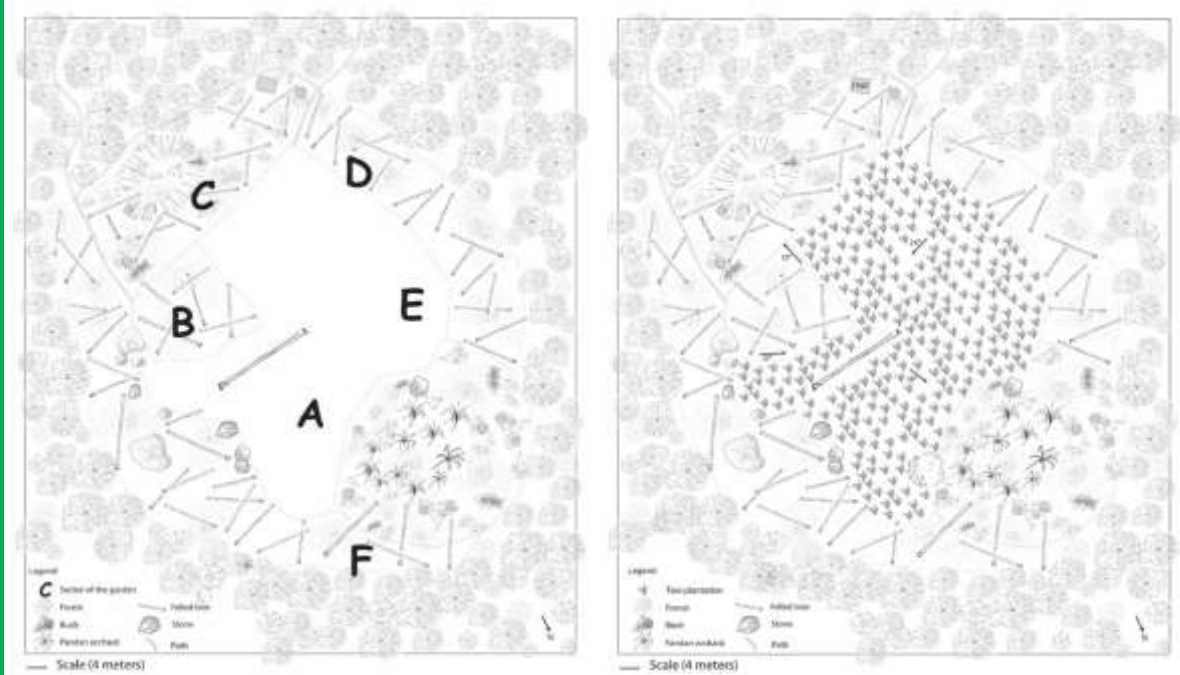 D
C
E
B
A
F
Legend
C Section of the garden
Forest
Felled tree
Bush
Stone
Pandan orchard
Path
Scale (4 meters)
Legend
Taro plantation
Forest
Felled tree
Bush
Stone
Pandan orchard
Path
Scale (4 meters)